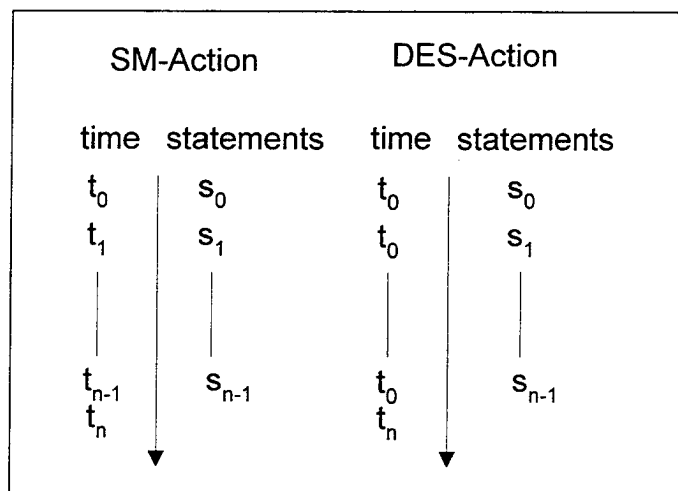 SM-Action DES-Action
time statements time statements
t₀ s₀ t₀ s₀
t₁ s₁ t₀ s₁
tₙ₋₁ sₙ₋₁ t₀ sₙ₋₁
tₙ tₙ